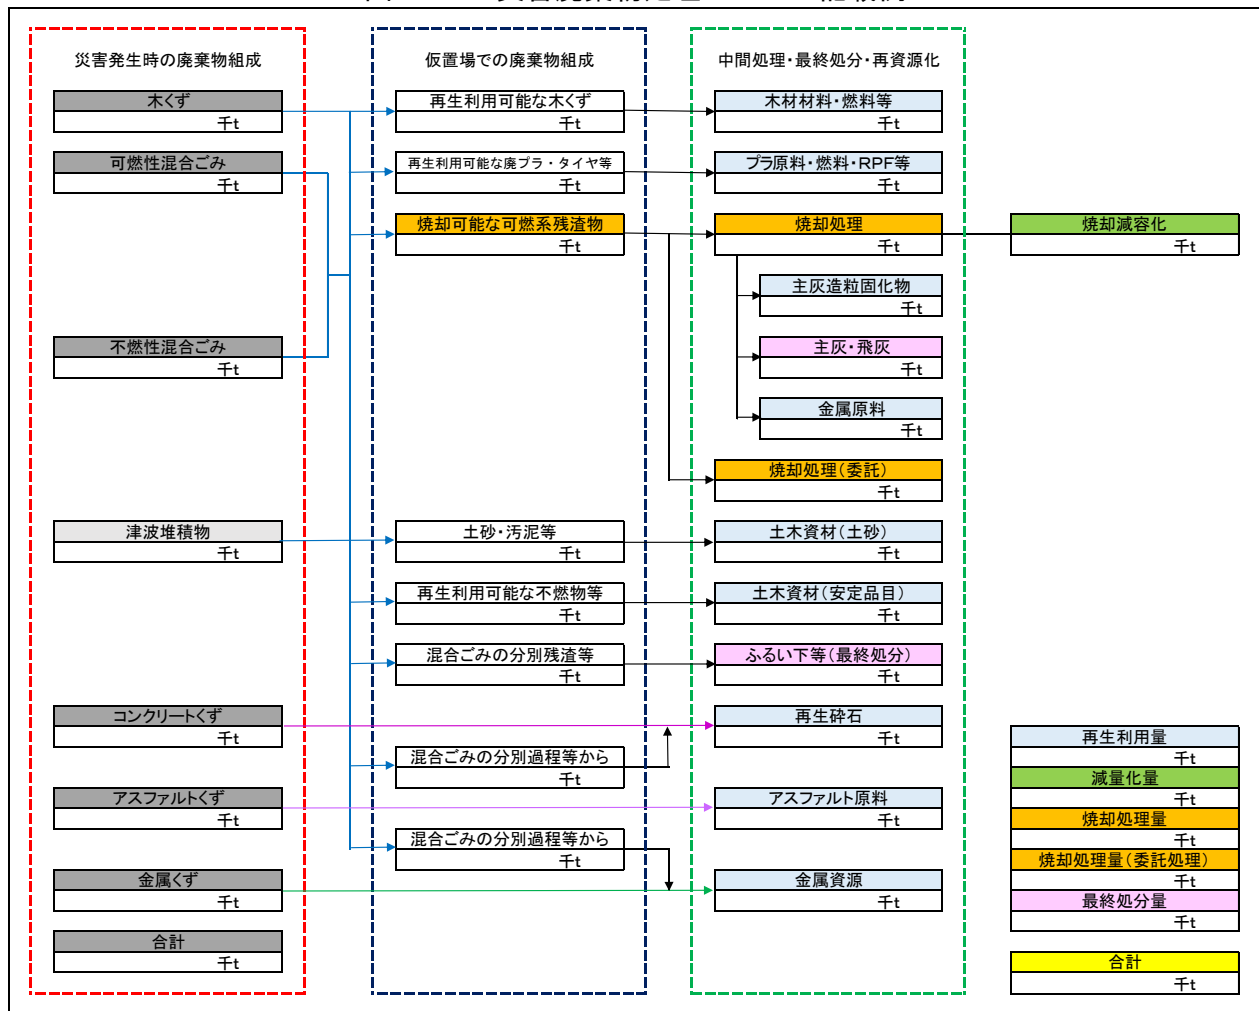 災害発生時の廃棄物組成
木くず
千t
可燃性混合ごみ
千t
不燃性混合ごみ
千t
津波堆積物
千t
コンクリートくず
千t
アスファルトくず
千t
金属くず
千t
合計
千t
仮置場での廃棄物組成
再生利用可能な木くず
千t
再生利用可能な廃プラ・タイヤ等
千t
焼却可能な可燃系残渣物
千t
土砂・汚泥等
千t
再生利用可能な不燃物等
千t
混合ごみの分別残渣等
千t
混合ごみの分別過程等から
千t
混合ごみの分別過程等から
千t
中間処理・最終処分・再資源化
木材材料・燃料等
千t
プラ原料・燃料・RPF等
千t
焼却処理
千t
主灰造粒固化物
千t
主灰・飛灰
千t
金属原料
千t
焼却処理(委託)
千t
土木資材(土砂)
千t
土木資材(安定品目)
千t
ふるい下等(最終処分)
千t
再生砕石
千t
アスファルト原料
千t
金属資源
千t
焼却減容化
千t
再生利用量
千t
減量化量
千t
焼却処理量
千t
焼却処理量(委託処理)
千t
最終処分量
千t
合計
千t